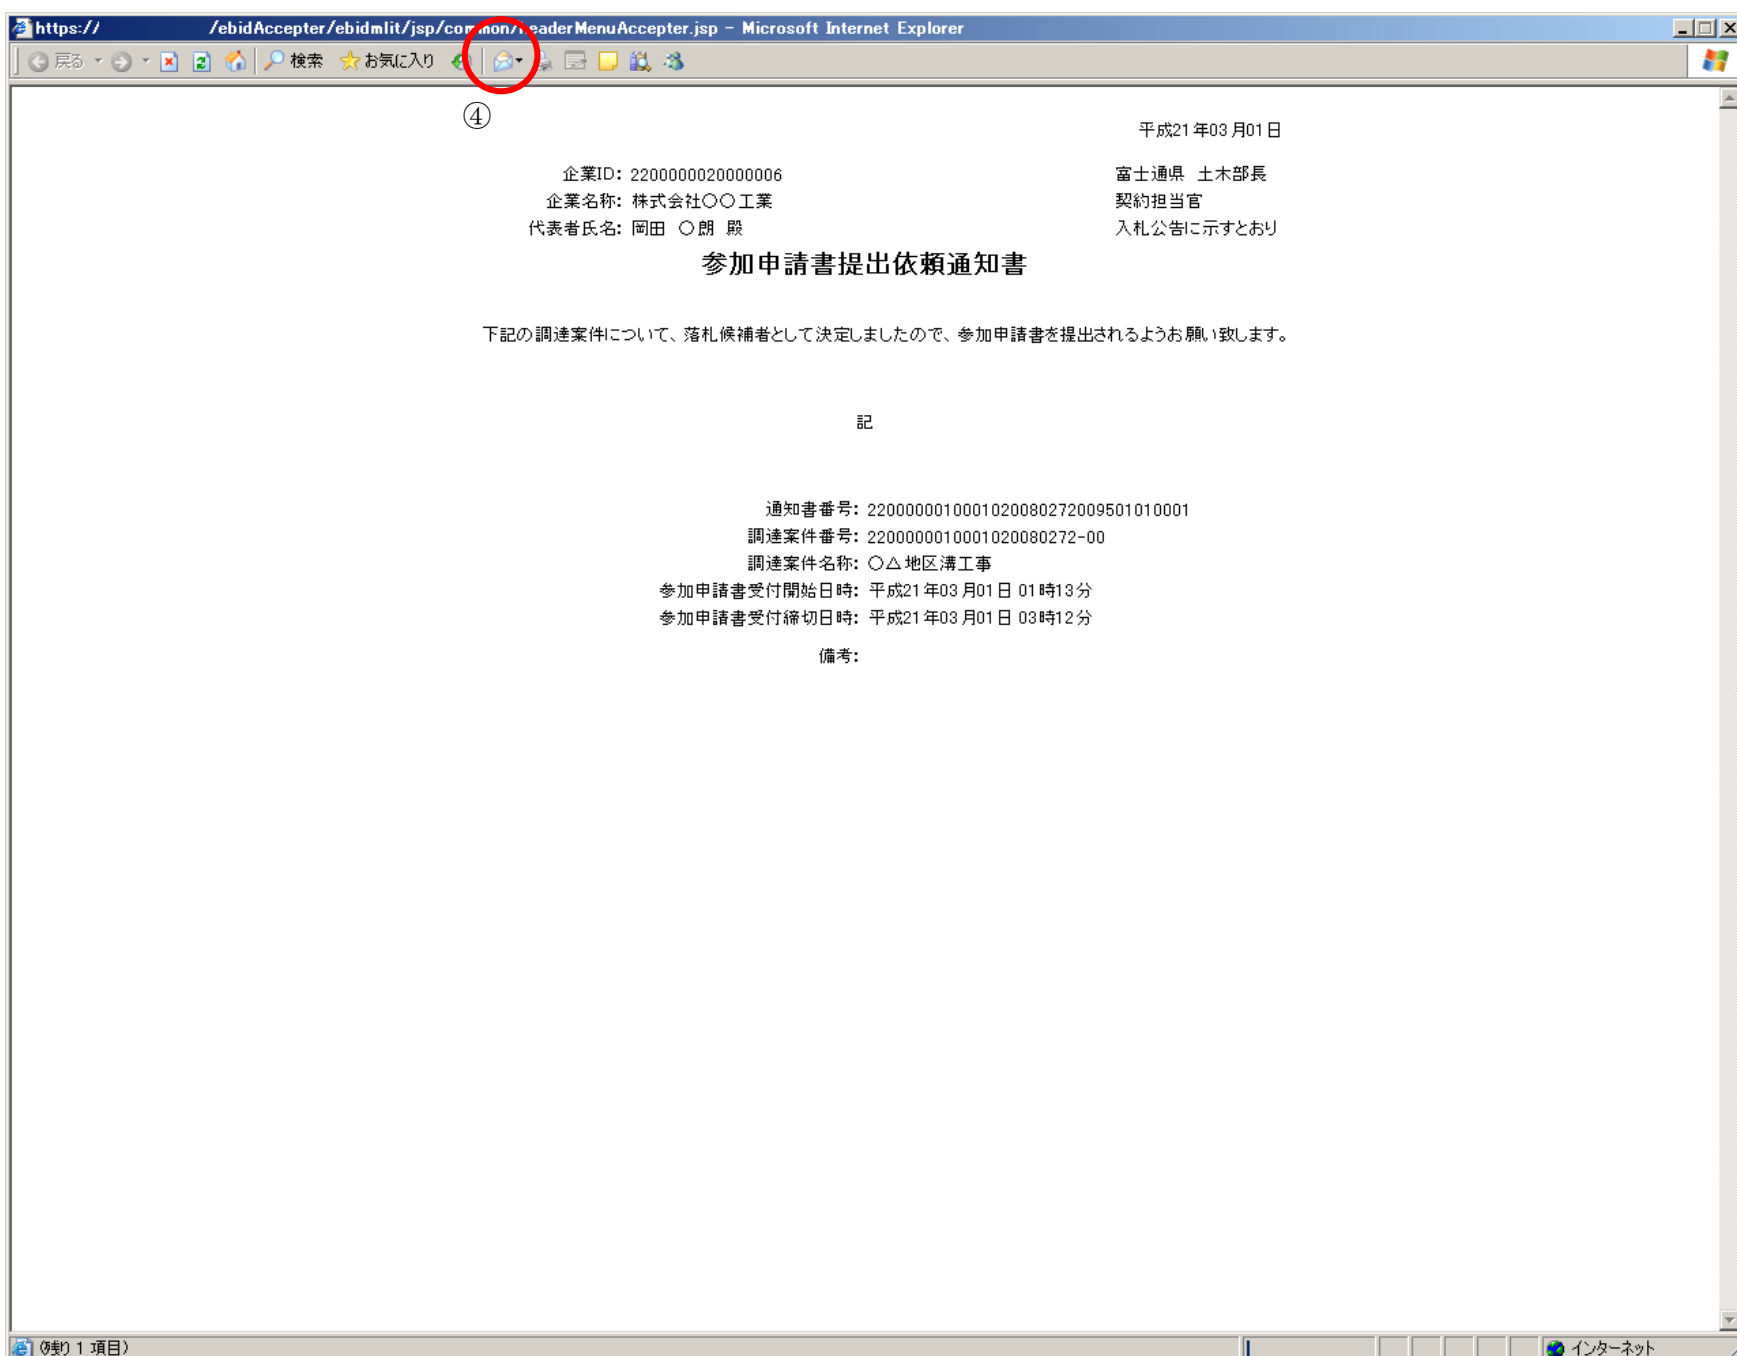 https:// /ebidAccepter/ebidmlit/jsp/common/HeaderMenuAccepter.jsp - Microsoft Internet Explorer
戻る 検索 お気に入り
④
平成21年03月01日
企業ID: 2200000020000006 富士通県 土木部長
企業名称: 株式会社〇〇工業 契約担当官
代表者氏名: 岡田 〇朗 殿 入札公告に示すとおり
参加申請書提出依頼通知書
下記の調達案件について、落札候補者として決定しましたので、参加申請書を提出されるようお願い致します。
記
通知書番号: 2200000010001020080272009501010001
調達案件番号: 2200000010001020080272-00
調達案件名称: 〇△地区溝工事
参加申請書受付開始日時: 平成21年03月01日 01時13分
参加申請書受付締切日時: 平成21年03月01日 03時12分
備考:
(残り 1 項目) インターネット